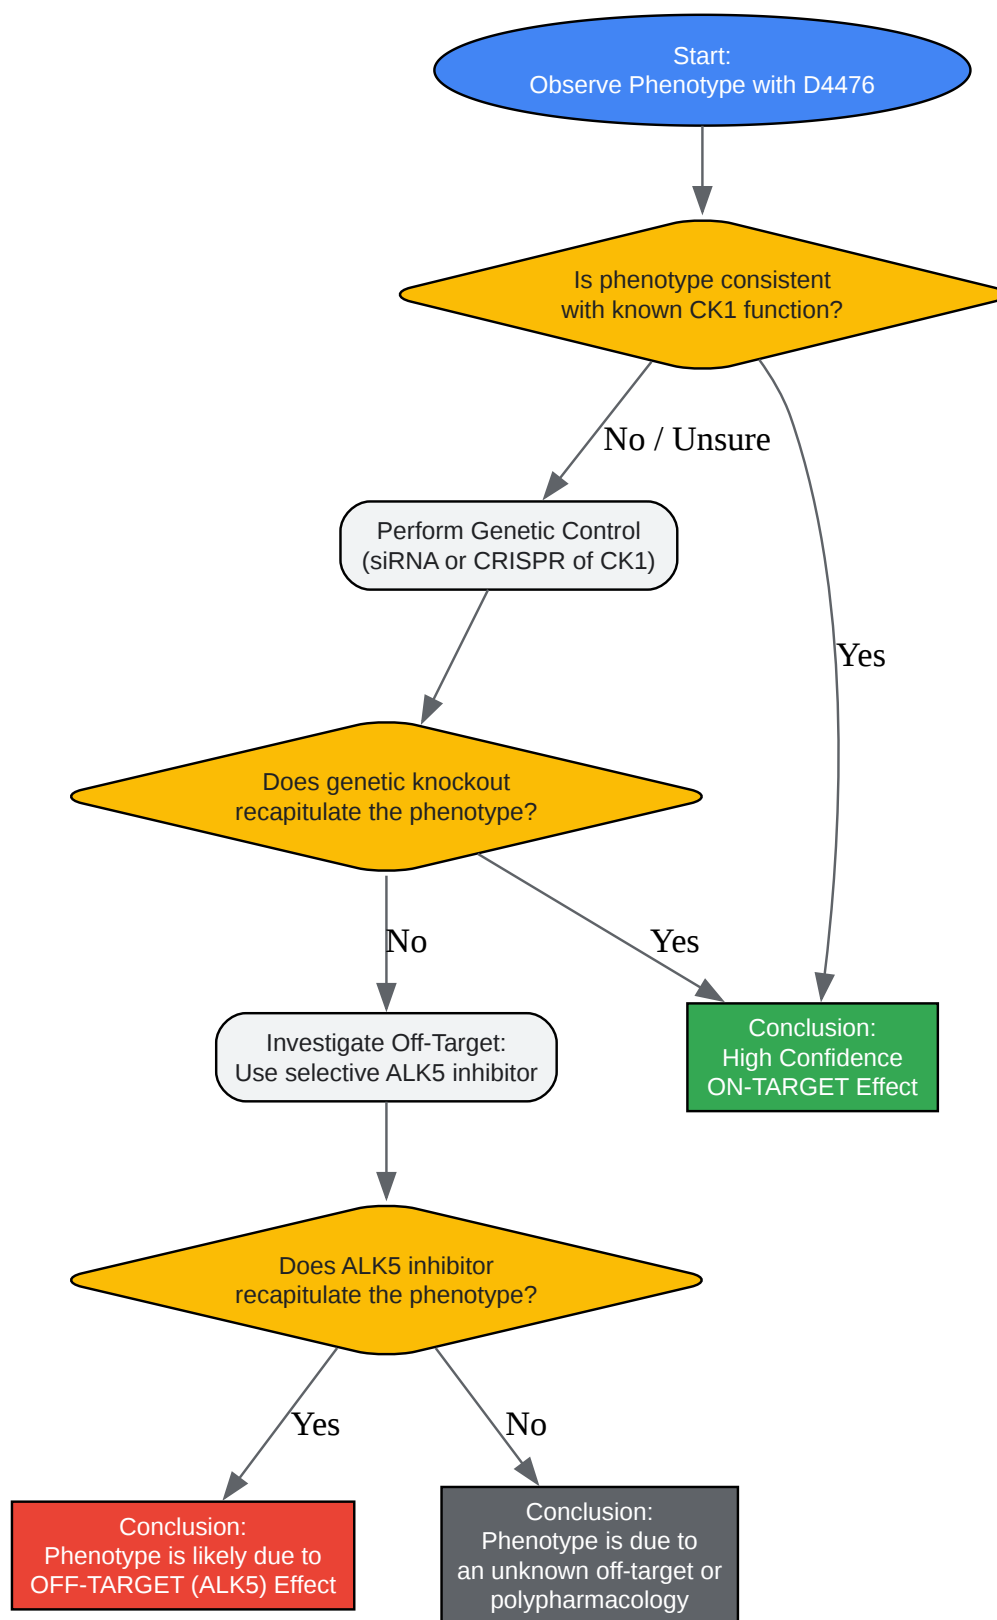 Start:
Observe Phenotype with D4476
Is phenotype consistent
with known CK1 function?
No / Unsure
Perform Genetic Control
(siRNA or CRISPR of CK1)
Yes
Does genetic knockout
recapitulate the phenotype?
No
Yes
Investigate Off-Target:
Use selective ALK5 inhibitor
Conclusion:
High Confidence
ON-TARGET Effect
Does ALK5 inhibitor
recapitulate the phenotype?
Yes
No
Conclusion:
Phenotype is likely due to
OFF-TARGET (ALK5) Effect
Conclusion:
Phenotype is due to
an unknown off-target or
polypharmacology